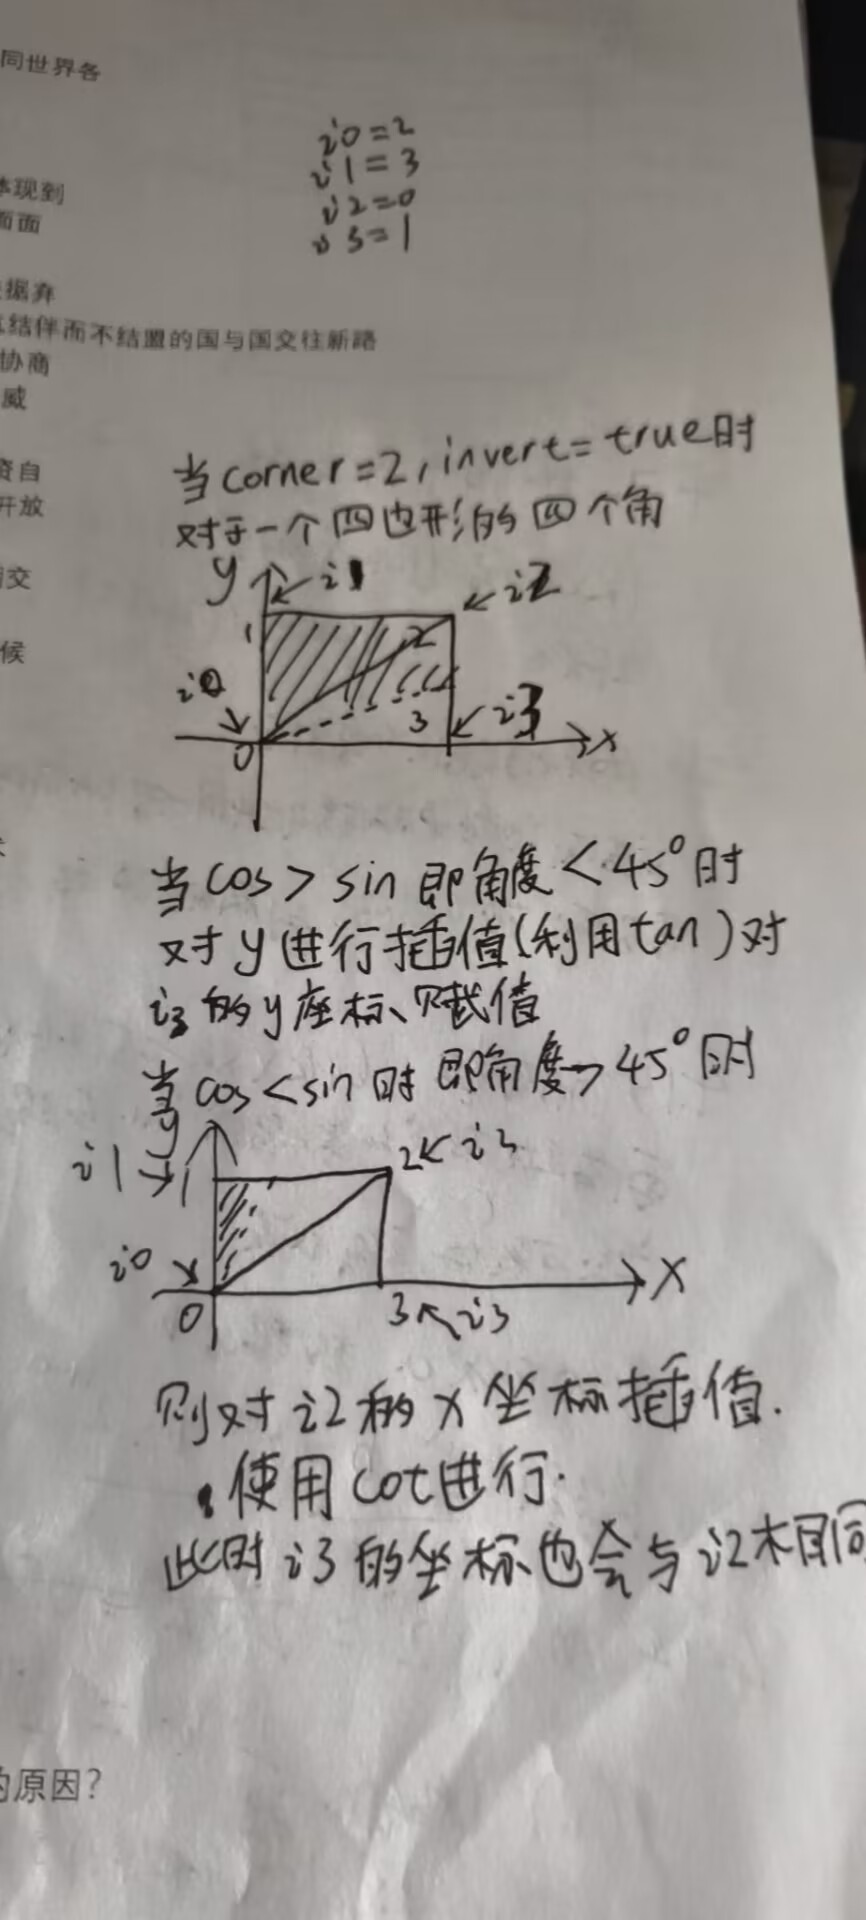 同世界各
i0=2
i1=3
i2=0
i3=1
体现到
面面
据弃
结伴而不结盟的国与国交往新路
协商
威
资自
开放
交
候
当corner=2,invert=true时
对于一个四边形的四个角
y
i1
i2
1
2
i0
3
i3
0
x
当cos>sin即角度<45°时
对y进行插值(利用tan)对
i3的y座标、赋值
当cos<sin时即角度>45°时
y
i1
1
2
i2
i0
0
3
i3
X
则对i2的x坐标插值.
使用cot进行.
此时i3的坐标也会与i2相同
的原因?